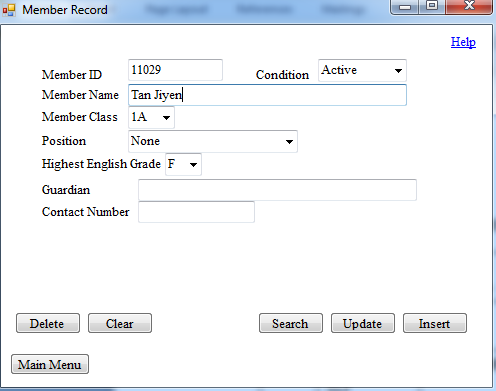 Member Record
Help
Member ID 11029 Condition Active
Member Name Tan Jiyen
Member Class 1A
Position None
Highest English Grade F
Guardian
Contact Number
Delete Clear Search Update Insert
Main Menu